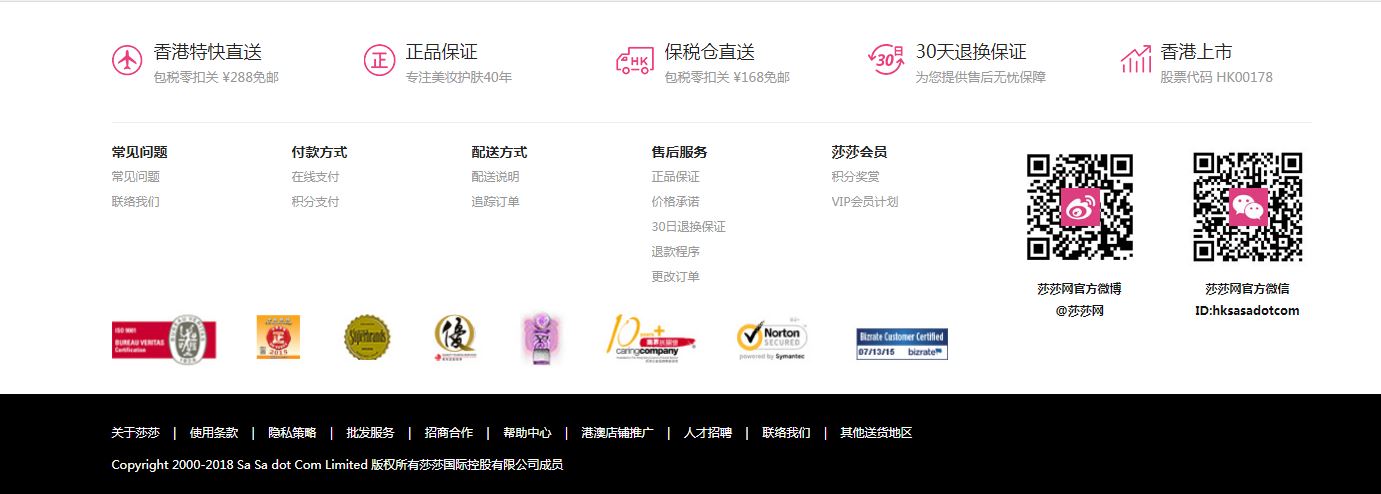 香港特快直送
包税零扣关 ¥288免邮
正
正品保证
专注美妆护肤40年
HK
保税仓直送
包税零扣关 ¥168免邮
30
日
30天退换保证
为您提供售后无忧保障
香港上市
股票代码 HK00178
常见问题
常见问题
联络我们
付款方式
在线支付
积分支付
配送方式
配送说明
追踪订单
售后服务
正品保证
价格承诺
30日退换保证
退款程序
更改订单
莎莎会员
积分奖赏
VIP会员计划
莎莎网官方微博
@莎莎网
莎莎网官方微信
ID:hksasadotcom
ISO 9001
BUREAU VERITAS
Certification
正
2019
Superbrands
優
10 YEARS+
caringcompany
Norton
SECURED
powered by Symantec
Bizrate Customer Certified
07/13/15 bizrate
关于莎莎 | 使用条款 | 隐私策略 | 批发服务 | 招商合作 | 帮助中心 | 港澳店铺推广 | 人才招聘 | 联络我们 | 其他送货地区
Copyright 2000-2018 Sa Sa dot Com Limited 版权所有莎莎国际控股有限公司成员